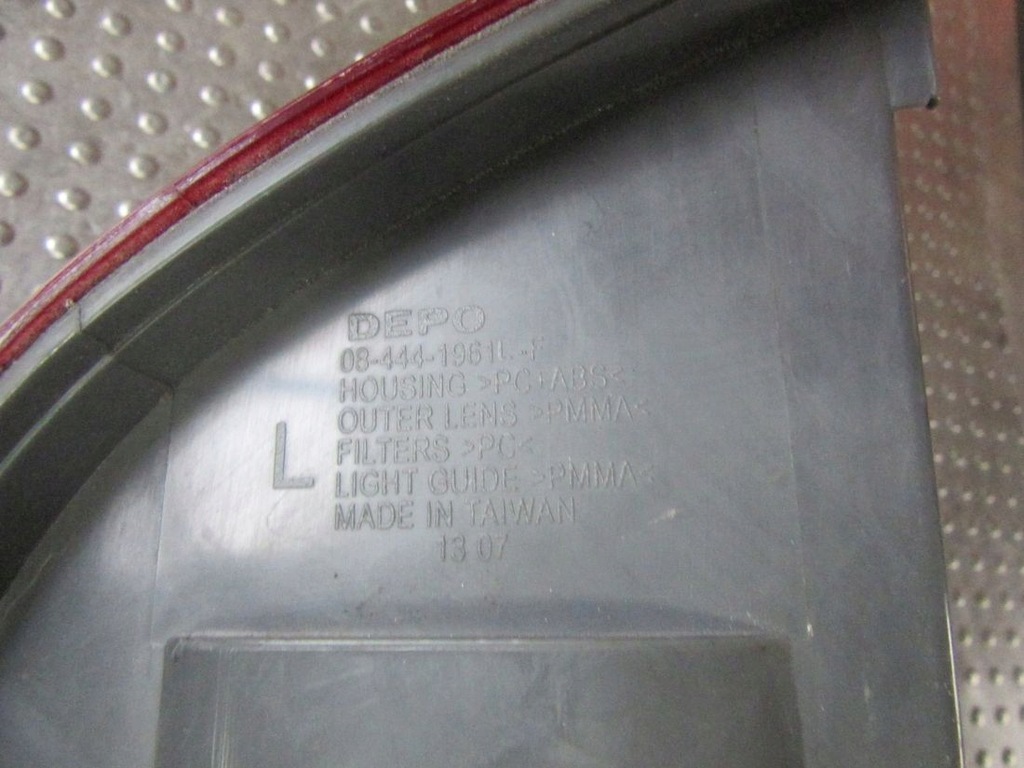 DEPO
08-444-1961L-F
HOUSING >PC+ABS<
OUTER LENS >PMMA<
L
FILTERS >PC<
LIGHT GUIDE >PMMA<
MADE IN TAIWAN
13 07